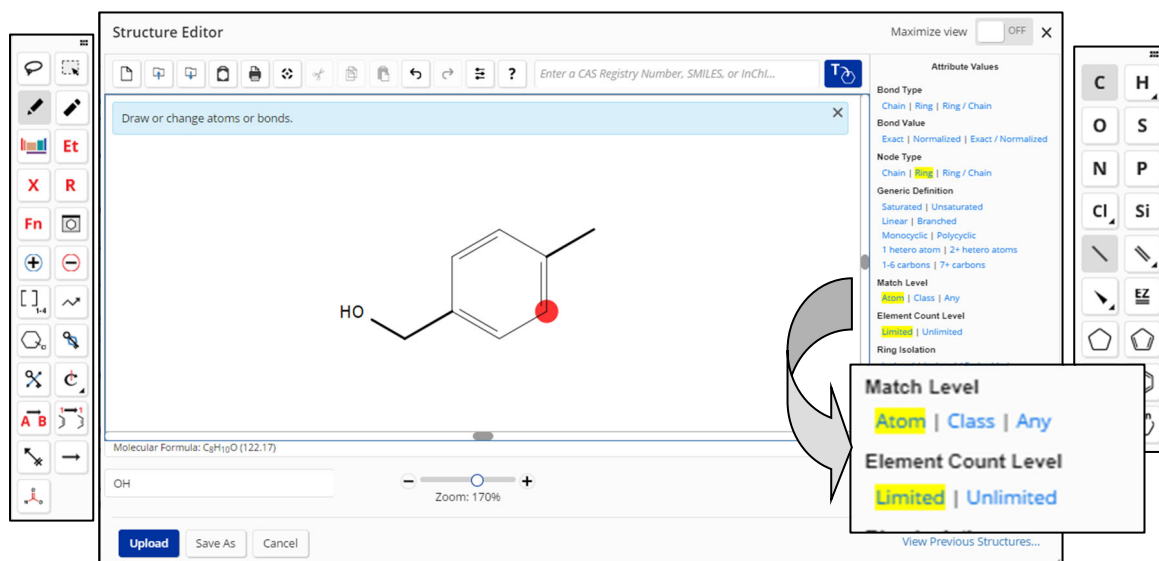 Structure Editor
Maximize view OFF
Enter a CAS Registry Number, SMILES, or InChI...
T
?
Draw or change atoms or bonds.
Et
X R
Fn
1-4
A B
1 1
HO
Molecular Formula: C₈H₁₀O (122.17)
OH
Zoom: 170%
Upload Save As Cancel
Attribute Values
Bond Type
Chain | Ring | Ring / Chain
Bond Value
Exact | Normalized | Exact / Normalized
Node Type
Chain | Ring | Ring / Chain
Generic Definition
Saturated | Unsaturated
Linear | Branched
Monocyclic | Polycyclic
1 hetero atom | 2+ hetero atoms
1-6 carbons | 7+ carbons
Match Level
Atom | Class | Any
Element Count Level
Limited | Unlimited
Ring Isolation
Match Level
Atom | Class | Any
Element Count Level
Limited | Unlimited
View Previous Structures...
C H
O S
N P
Cl Si
EZ